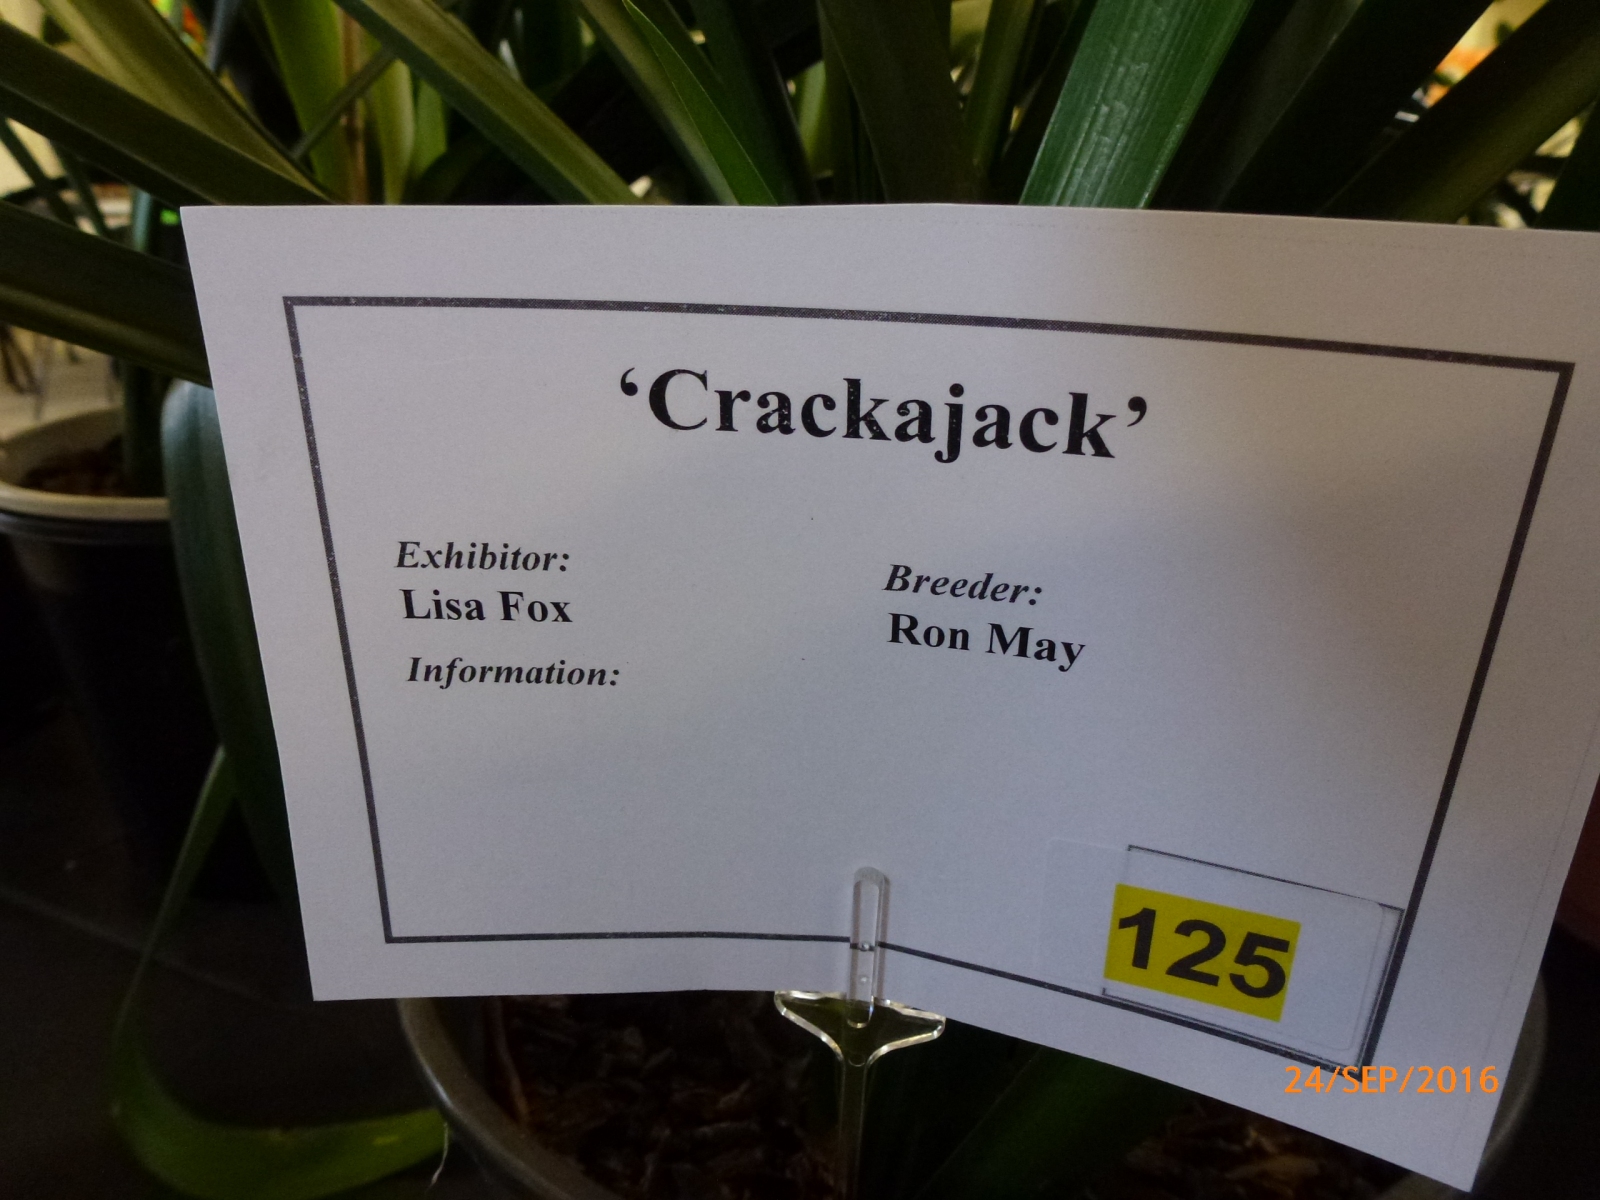 ‘Crackajack’
Exhibitor:
Lisa Fox
Breeder:
Ron May
Information:
125
24/SEP/2016